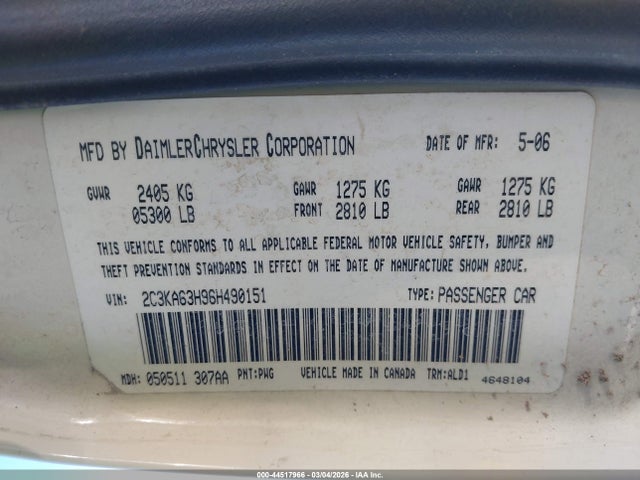 MFD BY DAIMLERCHRYSLER CORPORATION DATE OF MFR: 5-06
GVWR 2405 KG GAWR 1275 KG GAWR 1275 KG
05300 LB FRONT 2810 LB REAR 2810 LB
THIS VEHICLE CONFORMS TO ALL APPLICABLE FEDERAL MOTOR VEHICLE SAFETY, BUMPER AND
THEFT PREVENTION STANDARDS IN EFFECT ON THE DATE OF MANUFACTURE SHOWN ABOVE.
VIN: 2C3KA63H96H490151 TYPE: PASSENGER CAR
MDH: 050511 307AA PNT:PWG VEHICLE MADE IN CANADA TRM:ALD1 4648104
000-44517966 - 03/04/2026 - IAA Inc.